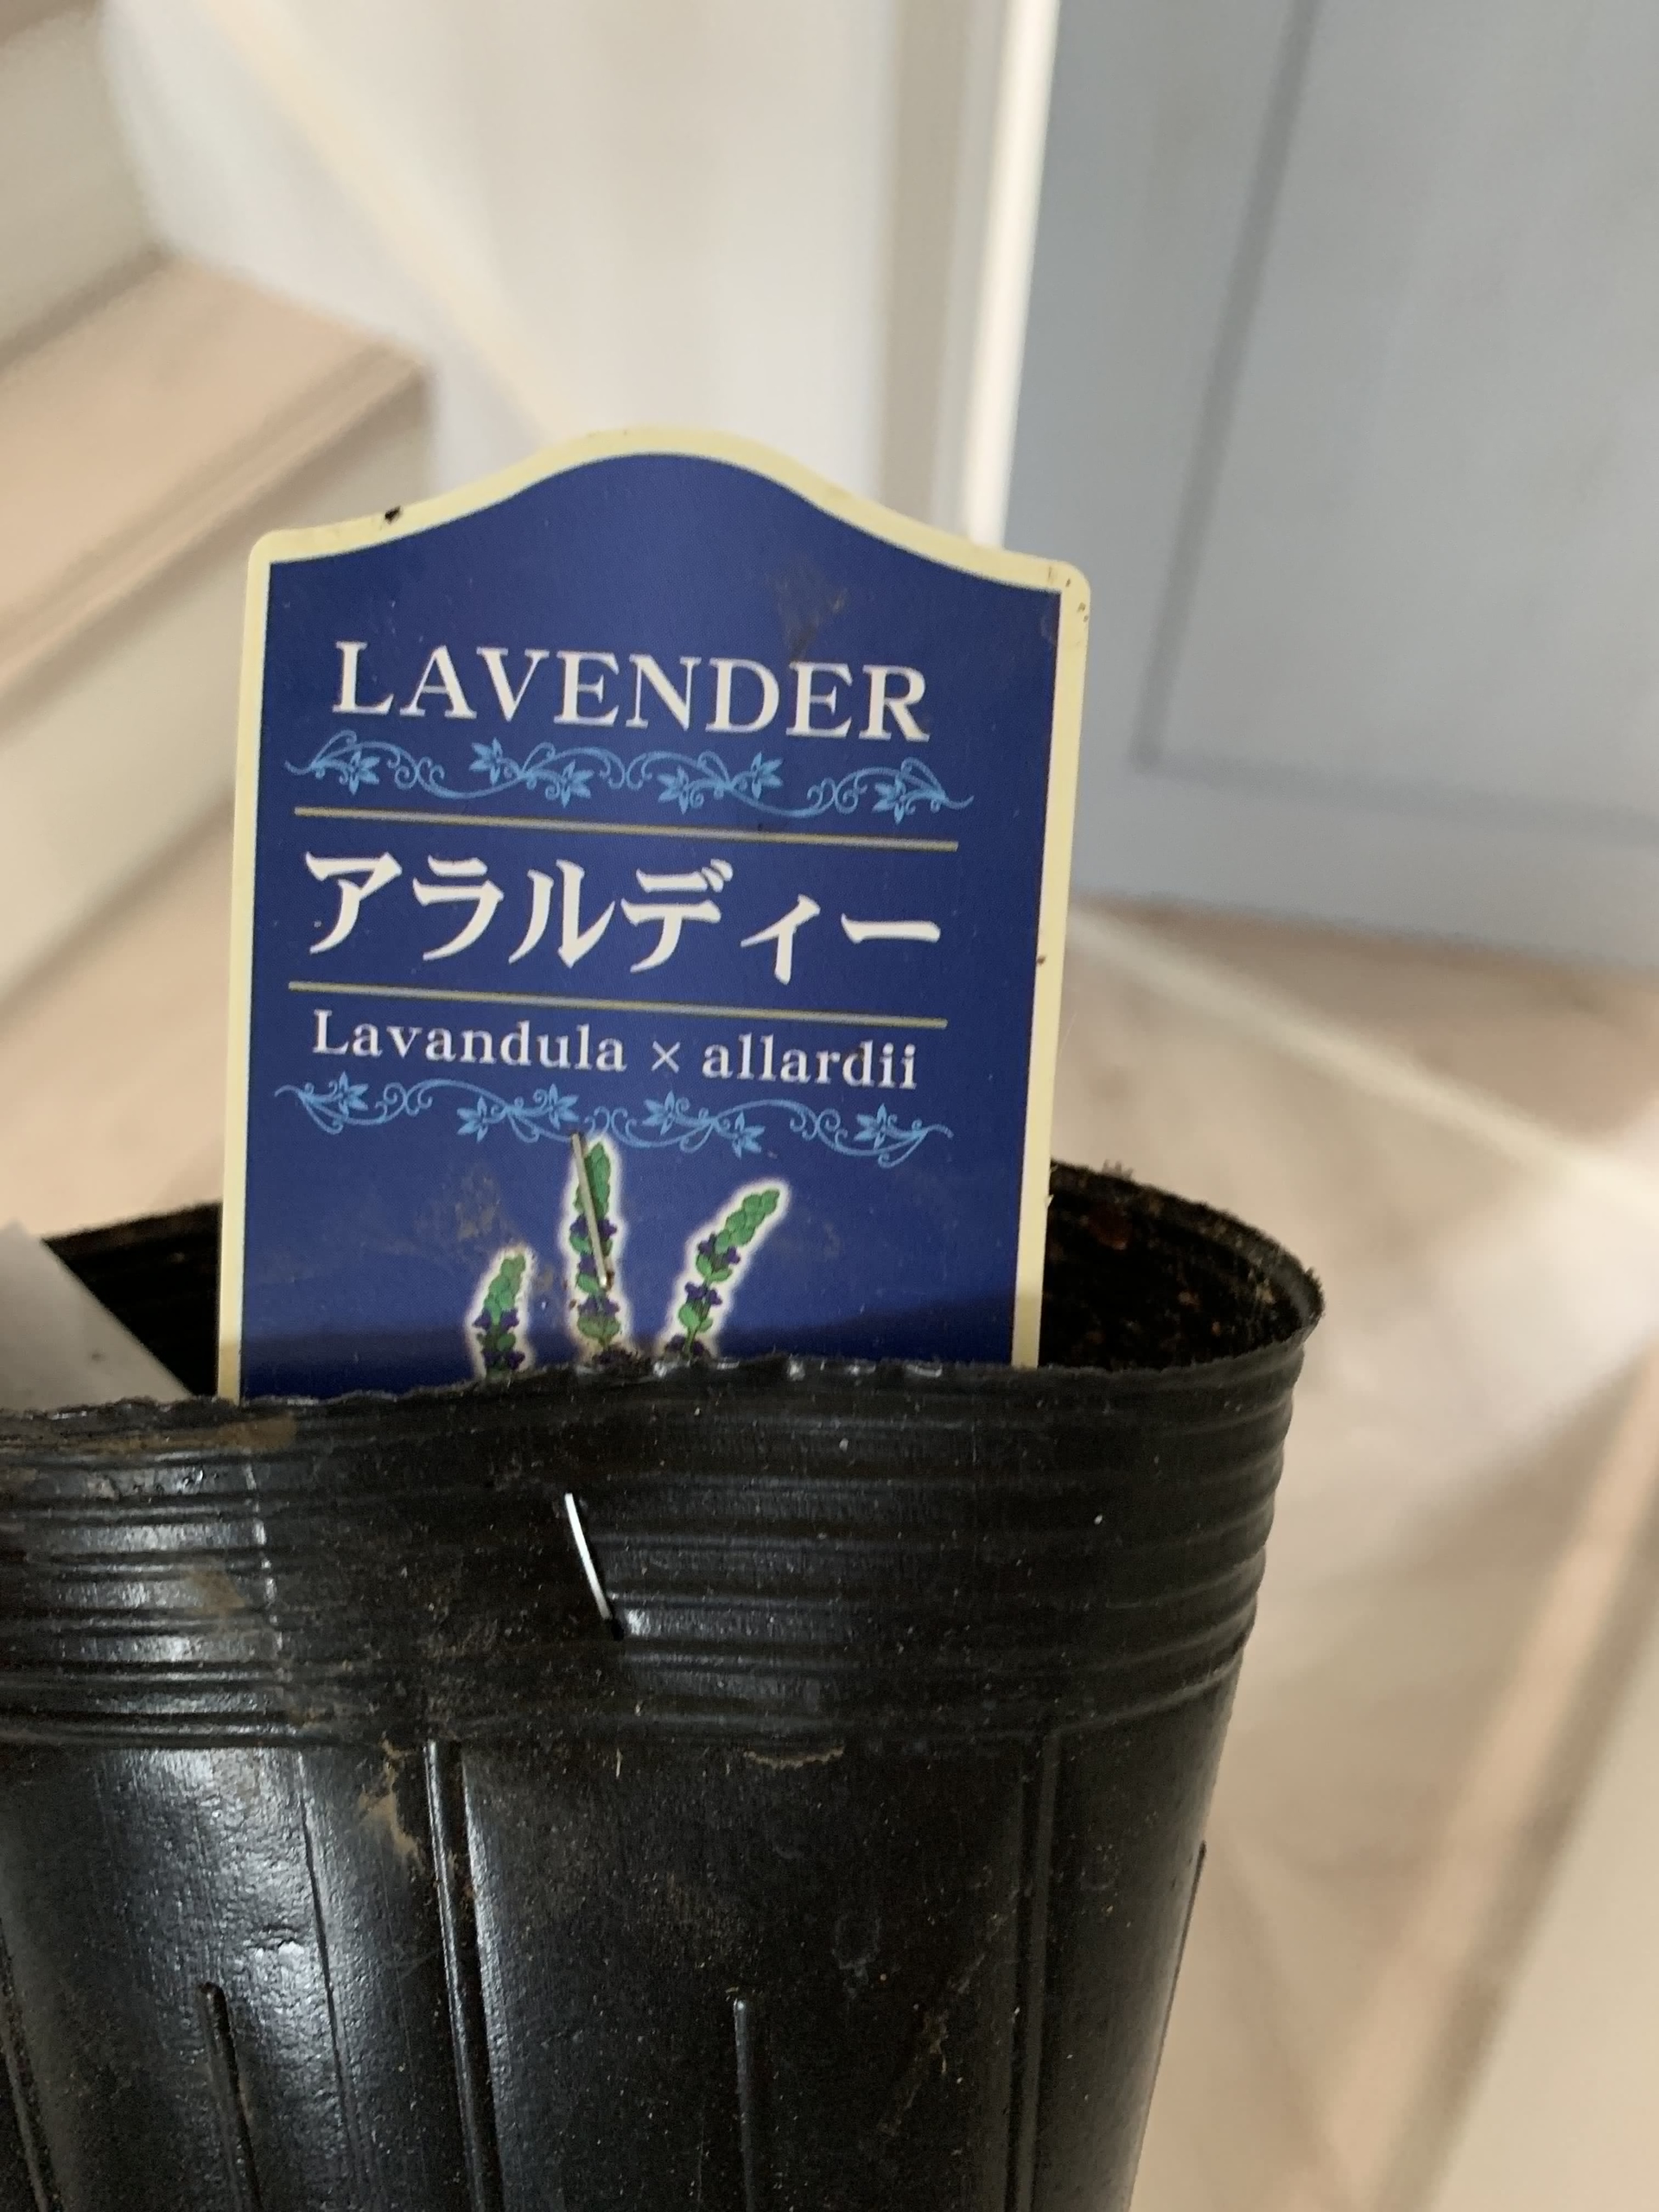 LAVENDER
アラルディー
Lavandula × allardii